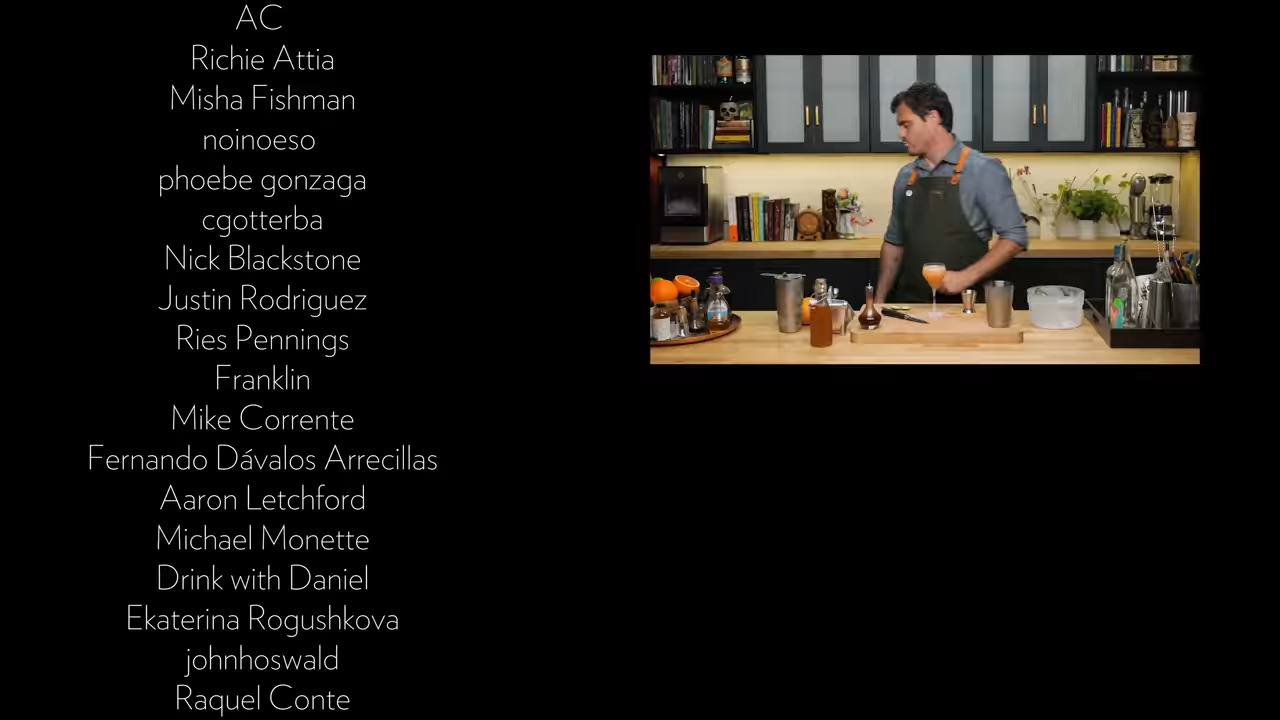 AC
Richie Attia
Misha Fishman
noinoeso
phoebe gonzaga
cgotterba
Nick Blackstone
Justin Rodriguez
Ries Pennings
Franklin
Mike Corrente
Fernando Dávalos Arrecillas
Aaron Letchford
Michael Monette
Drink with Daniel
Ekaterina Rogushkova
johnhoswald
Raquel Conte